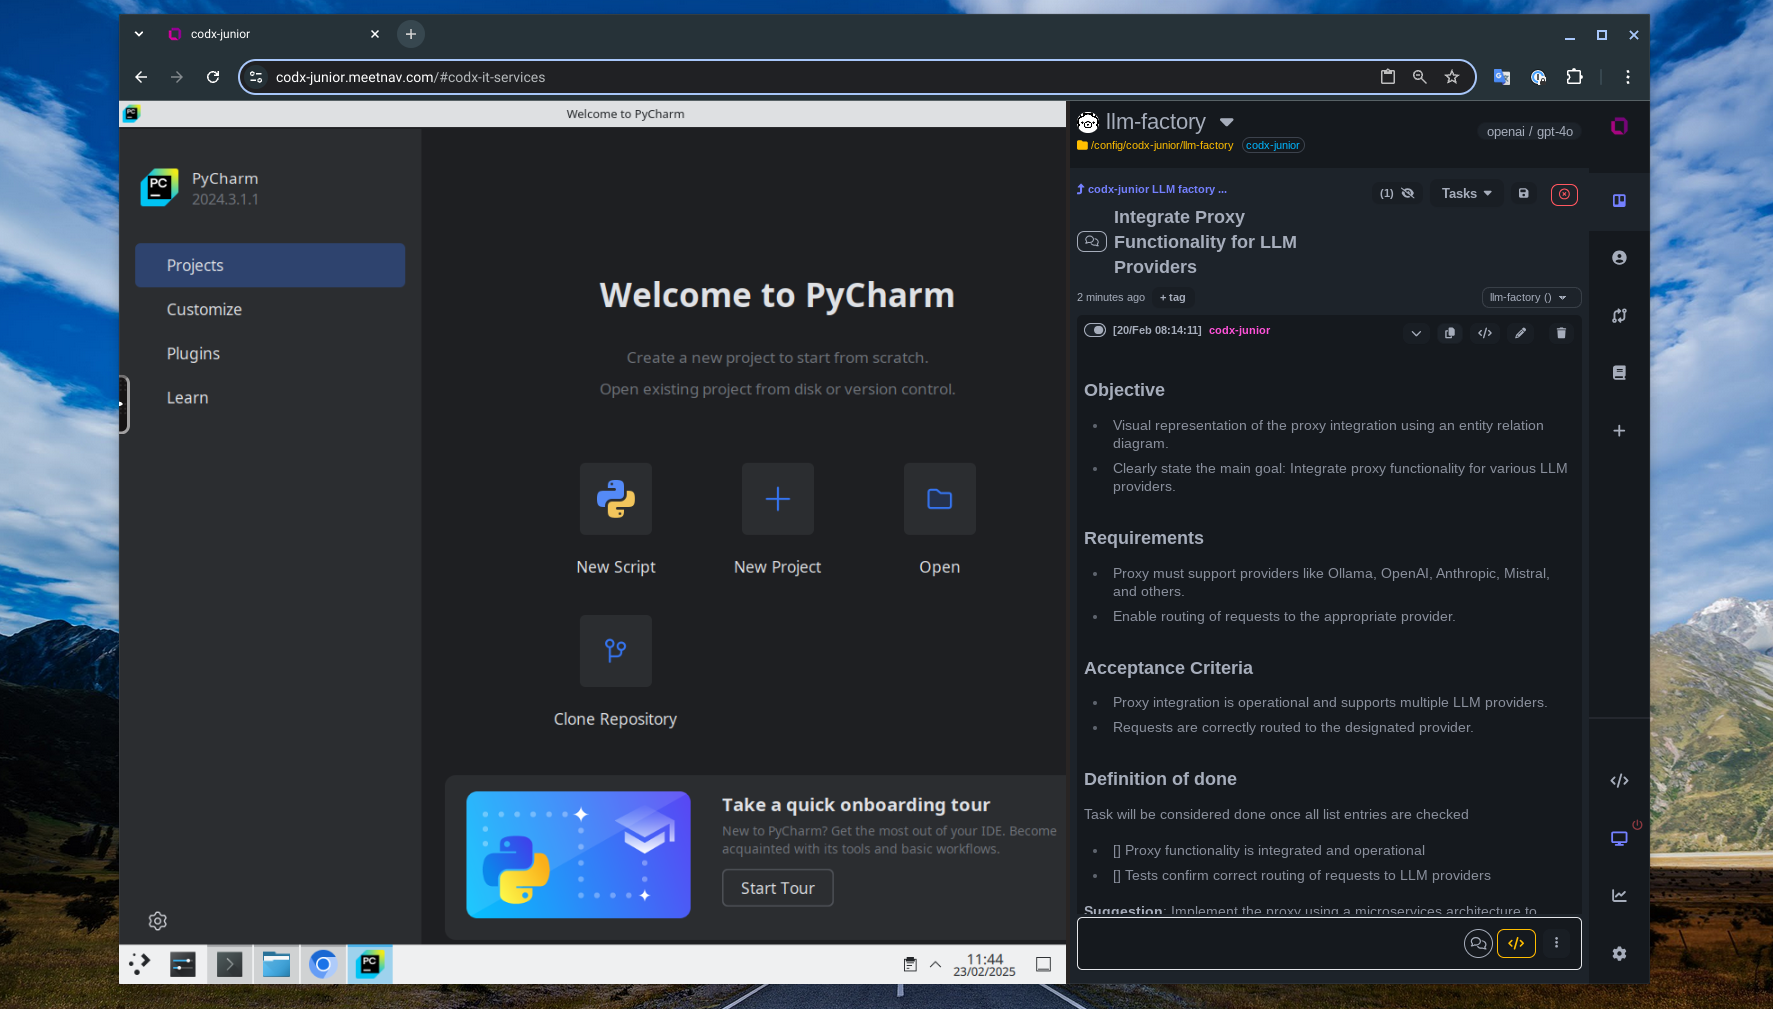 codx-junior
codx-junior.meetnav.com/#codx-it-services
Welcome to PyCharm
PC
PyCharm
2024.3.1.1
Projects
Customize
Plugins
Learn
Welcome to PyCharm
Create a new project to start from scratch.
Open existing project from disk or version control.
New Script
New Project
Open
Clone Repository
Take a quick onboarding tour
New to PyCharm? Get the most out of your IDE. Become
acquainted with its tools and basic workflows.
Start Tour
PC
11:44
23/02/2025
llm-factory
openai / gpt-4o
/config/codx-junior/llm-factory
codx-junior
codx-junior LLM factory ...
(1)
Tasks
Integrate Proxy
Functionality for LLM
Providers
2 minutes ago
+ tag
llm-factory ()
[20/Feb 08:14:11] codx-junior
Objective
Visual representation of the proxy integration using an entity relation
diagram.
Clearly state the main goal: Integrate proxy functionality for various LLM
providers.
Requirements
Proxy must support providers like Ollama, OpenAI, Anthropic, Mistral,
and others.
Enable routing of requests to the appropriate provider.
Acceptance Criteria
Proxy integration is operational and supports multiple LLM providers.
Requests are correctly routed to the designated provider.
Definition of done
Task will be considered done once all list entries are checked
[] Proxy functionality is integrated and operational
[] Tests confirm correct routing of requests to LLM providers
Suggestion: Implement the proxy using a microservices architecture to